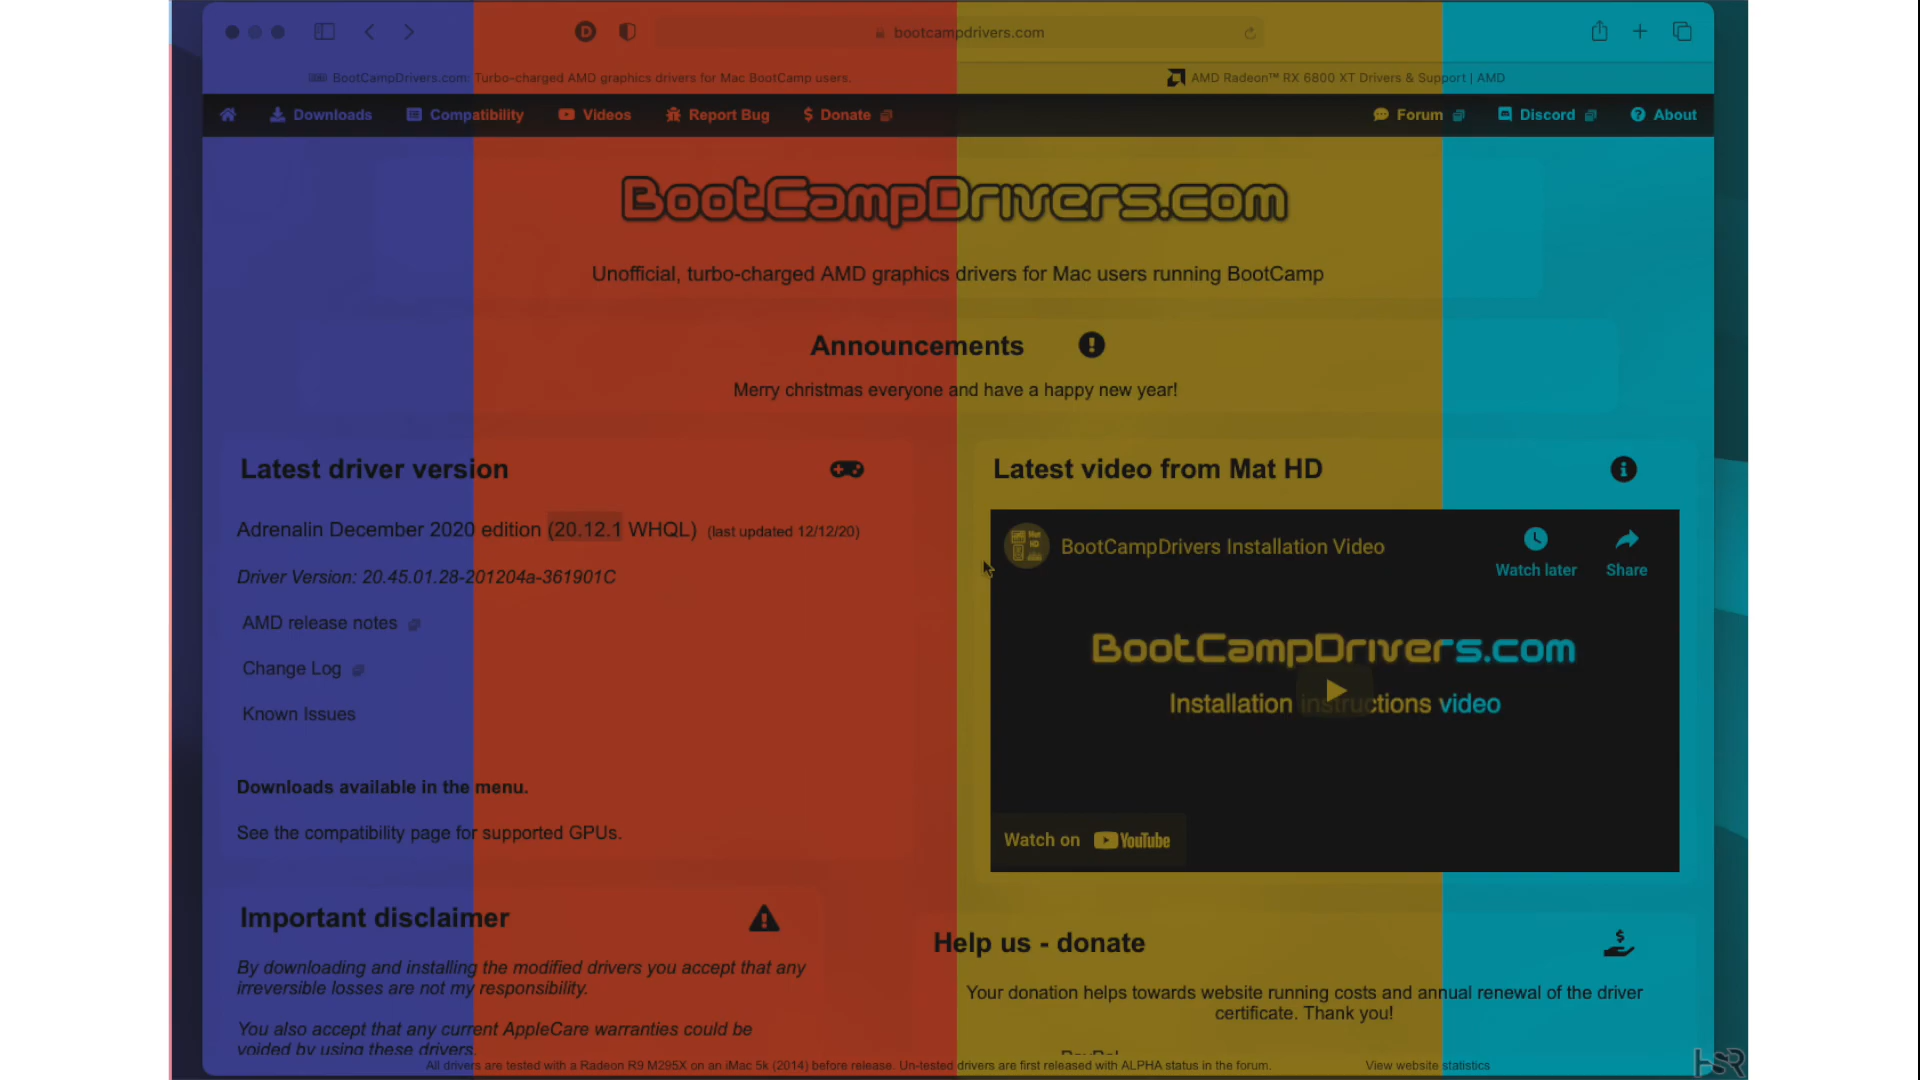 bootcampdrivers.com
BootCampDrivers.com: Turbo-charged AMD graphics drivers for Mac BootCamp users.
AMD Radeon™ RX 6800 XT Drivers & Support | AMD
Downloads Compatibility Videos Report Bug Donate Forum Discord About
BootCampDrivers.com
Unofficial, turbo-charged AMD graphics drivers for Mac users running BootCamp
Announcements
Merry christmas everyone and have a happy new year!
Latest driver version
Adrenalin December 2020 edition (20.12.1 WHQL) (last updated 12/12/20)
Driver Version: 20.45.01.28-201204a-361901C
AMD release notes
Change Log
Known Issues
Downloads available in the menu.
See the compatibility page for supported GPUs.
Latest video from Mat HD
Mat HD
BootCampDrivers Installation Video
Watch later Share
BootCampDrivers.com
Installation instructions video
Watch on YouTube
Important disclaimer
By downloading and installing the modified drivers you accept that any
irreversible losses are not my responsibility.
You also accept that any current AppleCare warranties could be
voided by using these drivers.
Help us - donate
Your donation helps towards website running costs and annual renewal of the driver
certificate. Thank you!
PayPal
All drivers are tested with a Radeon R9 M295X on an iMac 5k (2014) before release. Un-tested drivers are first released with ALPHA status in the forum.
View website statistics
HSR